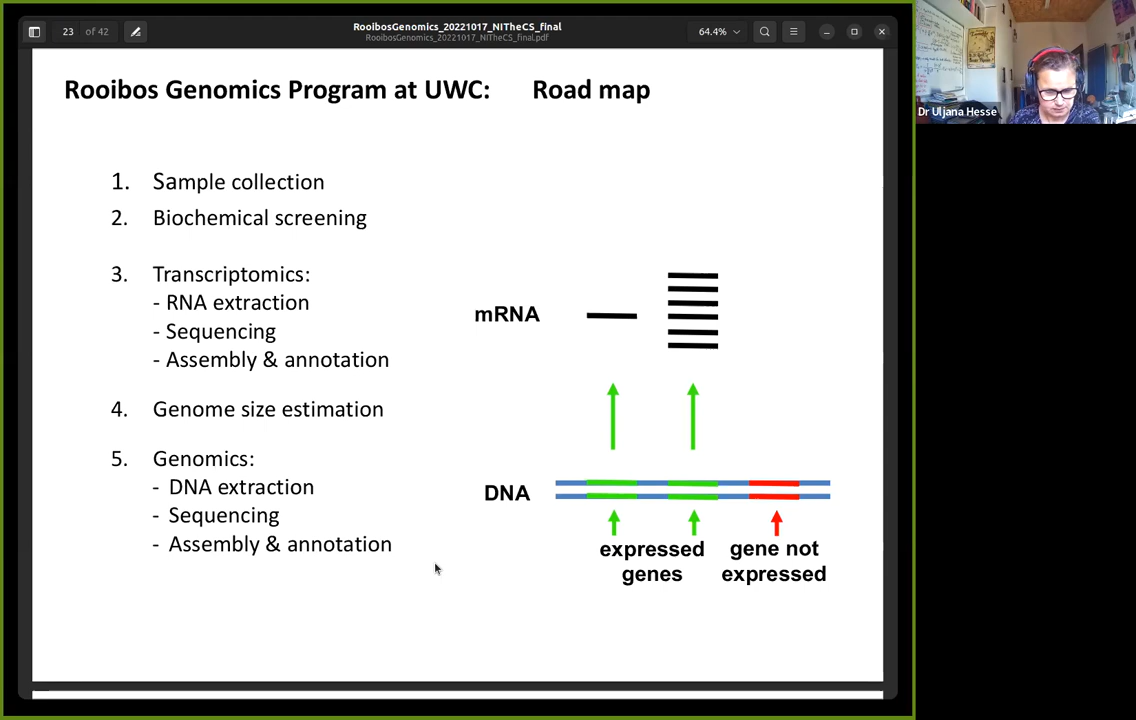 RooibosGenomics_20221017_NITheCS_final
RooibosGenomics_20221017_NITheCS_final.pdf
23 of 42
64.4%
Rooibos Genomics Program at UWC: Road map
1. Sample collection
2. Biochemical screening
3. Transcriptomics:
- RNA extraction
- Sequencing
- Assembly & annotation
4. Genome size estimation
5. Genomics:
- DNA extraction
- Sequencing
- Assembly & annotation
mRNA
DNA
expressed
genes
gene not
expressed
Dr Uljana Hesse